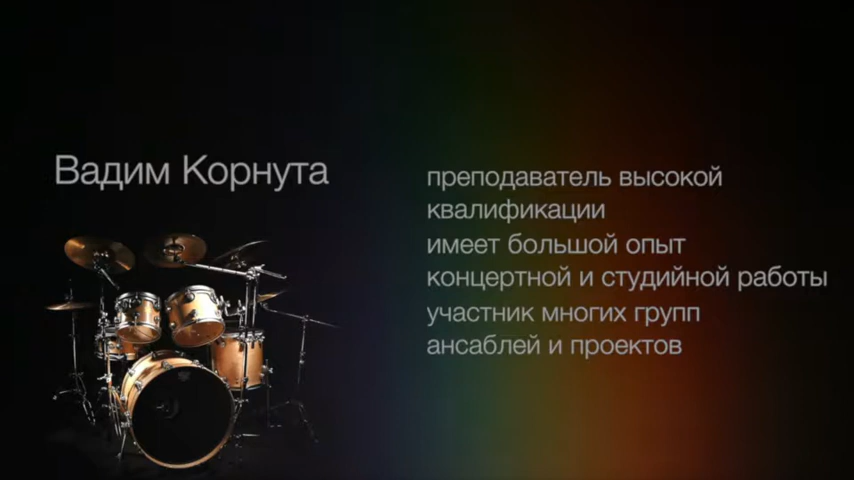 Вадим Корнута
преподаватель высокой
квалификации
имеет большой опыт
концертной и студийной работы
участник многих групп
ансаблей и проектов